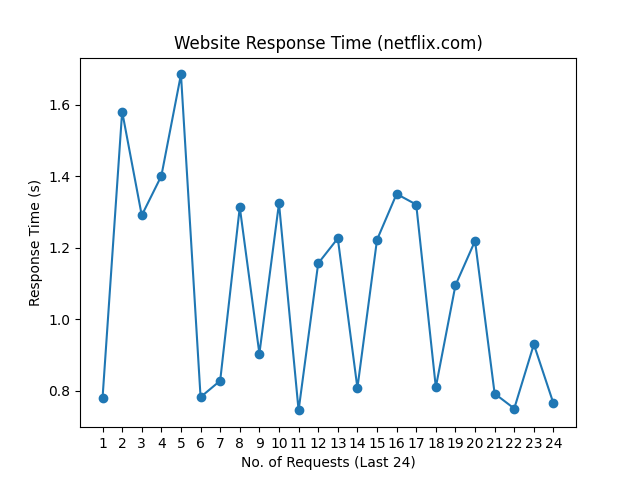 Website Response Time (netflix.com)
Response Time (s)
1.6
1.4
1.2
1.0
0.8
1 2 3 4 5 6 7 8 9 10 11 12 13 14 15 16 17 18 19 20 21 22 23 24
No. of Requests (Last 24)